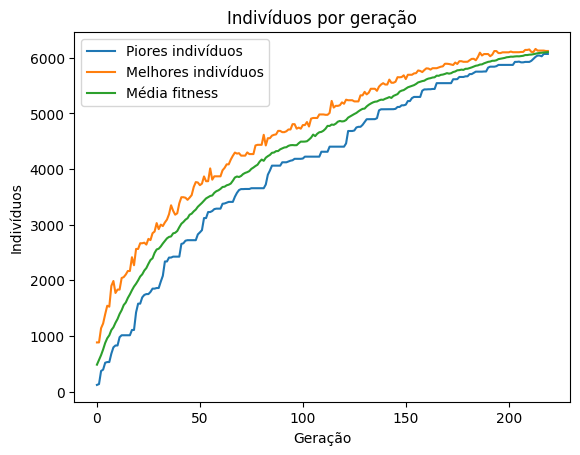 Indivíduos por geração
Piores indivíduos
Melhores indivíduos
Média fitness
Indivíduos
6000
5000
4000
3000
2000
1000
0
0 50 100 150 200
Geração